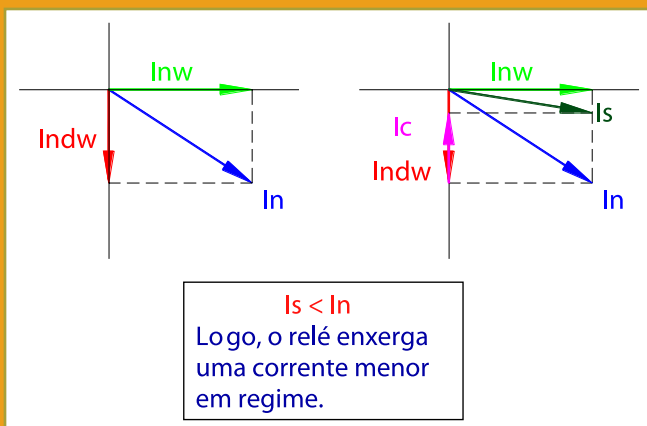 Inw
Indw
In
Inw
Is
Ic
Indw
In
Is < In
Logo, o relé enxerga
uma corrente menor
em regime.